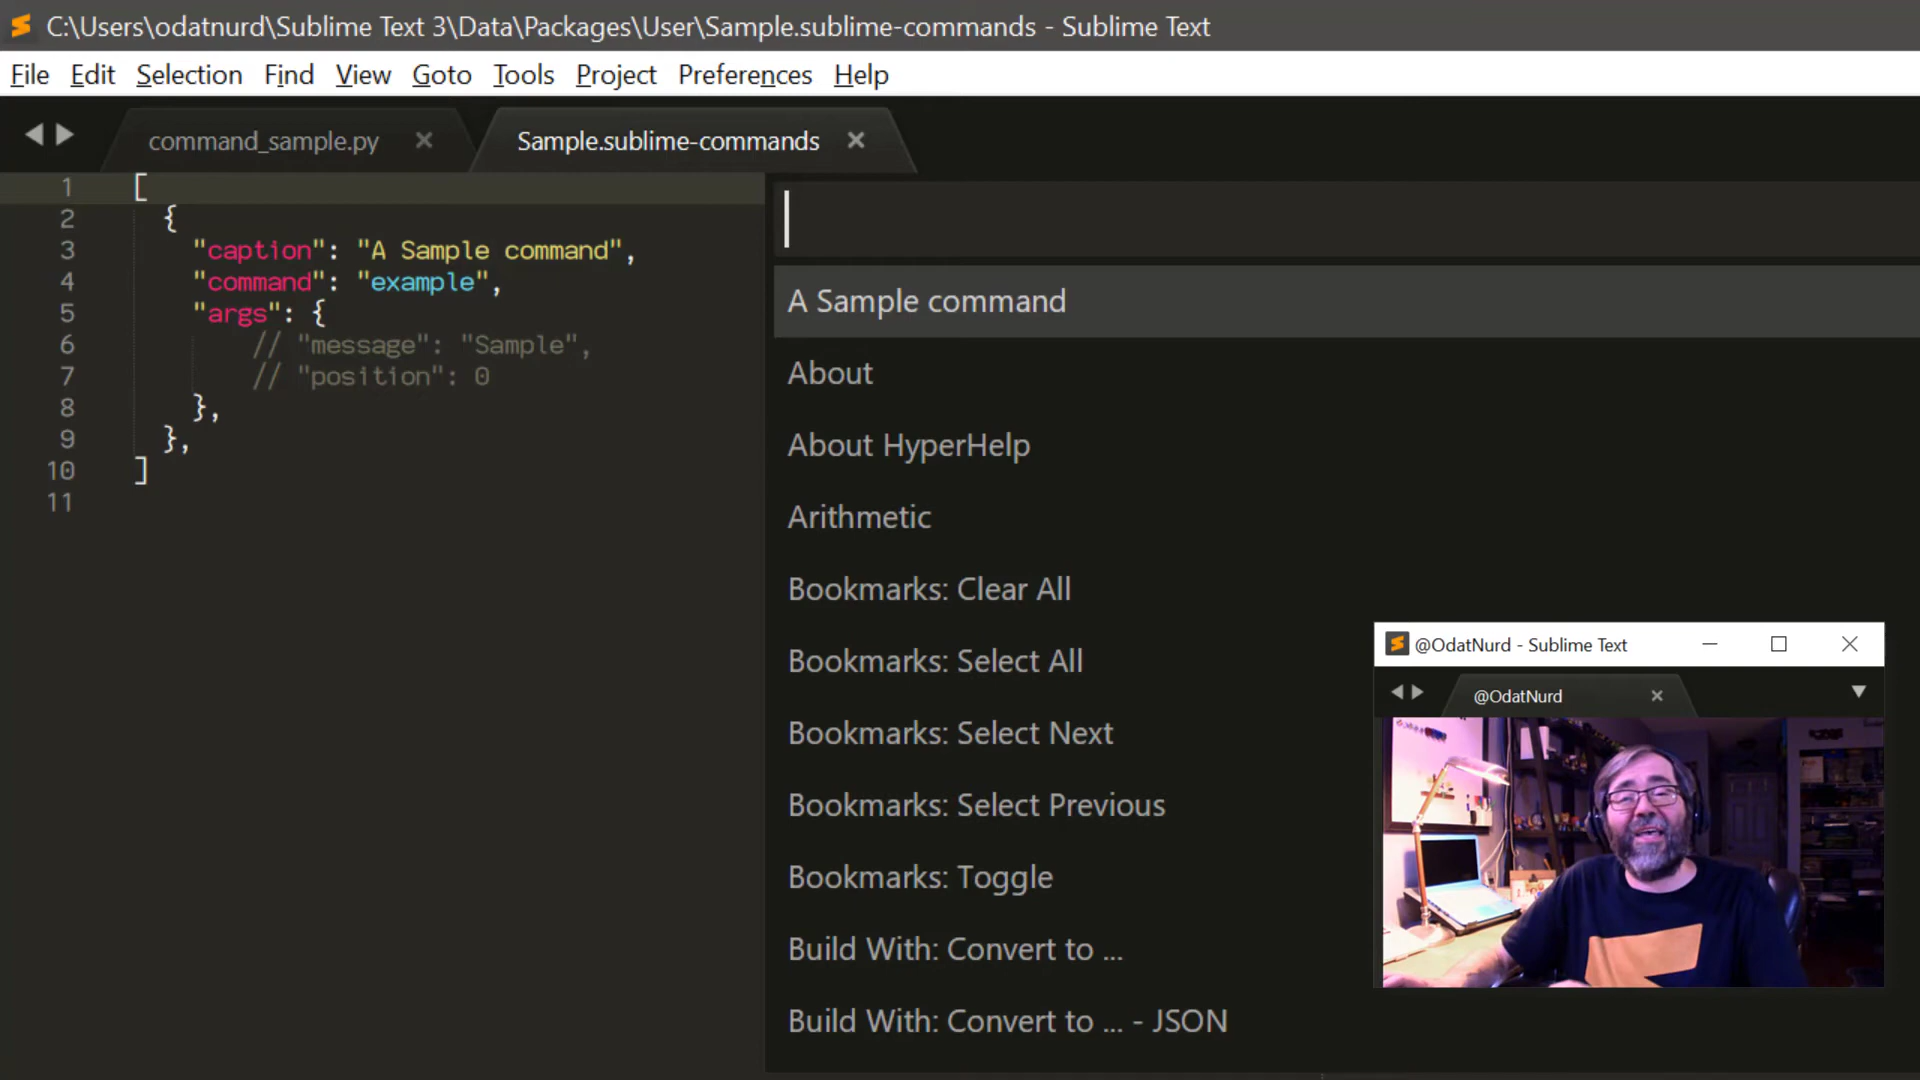 C:\Users\odatnurd\Sublime Text 3\Data\Packages\User\Sample.sublime-commands - Sublime Text
File Edit Selection Find View Goto Tools Project Preferences Help
command_sample.py × Sample.sublime-commands ×
1 [
2 {
3 "caption": "A Sample command",
4 "command": "example",
5 "args": {
6 // "message": "Sample",
7 // "position": 0
8 },
9 },
10 ]
11
A Sample command
About
About HyperHelp
Arithmetic
Bookmarks: Clear All
Bookmarks: Select All
Bookmarks: Select Next
Bookmarks: Select Previous
Bookmarks: Toggle
Build With: Convert to ...
Build With: Convert to ... - JSON
@OdatNurd - Sublime Text
@OdatNurd ×